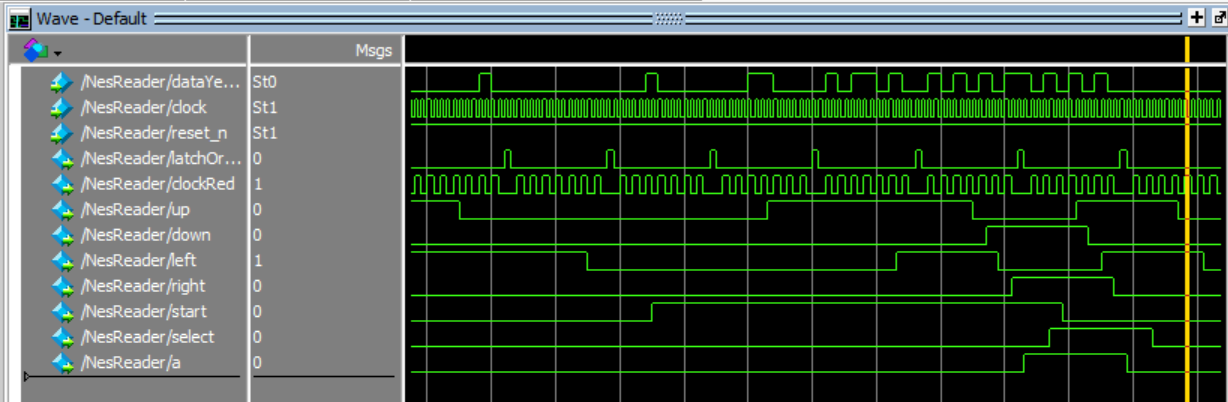 Wave - Default
Msgs
/NesReader/dataYe... St0
/NesReader/clock St1
/NesReader/reset_n St1
/NesReader/latchOr... 0
/NesReader/clockRed 1
/NesReader/up 0
/NesReader/down 0
/NesReader/left 1
/NesReader/right 0
/NesReader/start 0
/NesReader/select 0
/NesReader/a 0